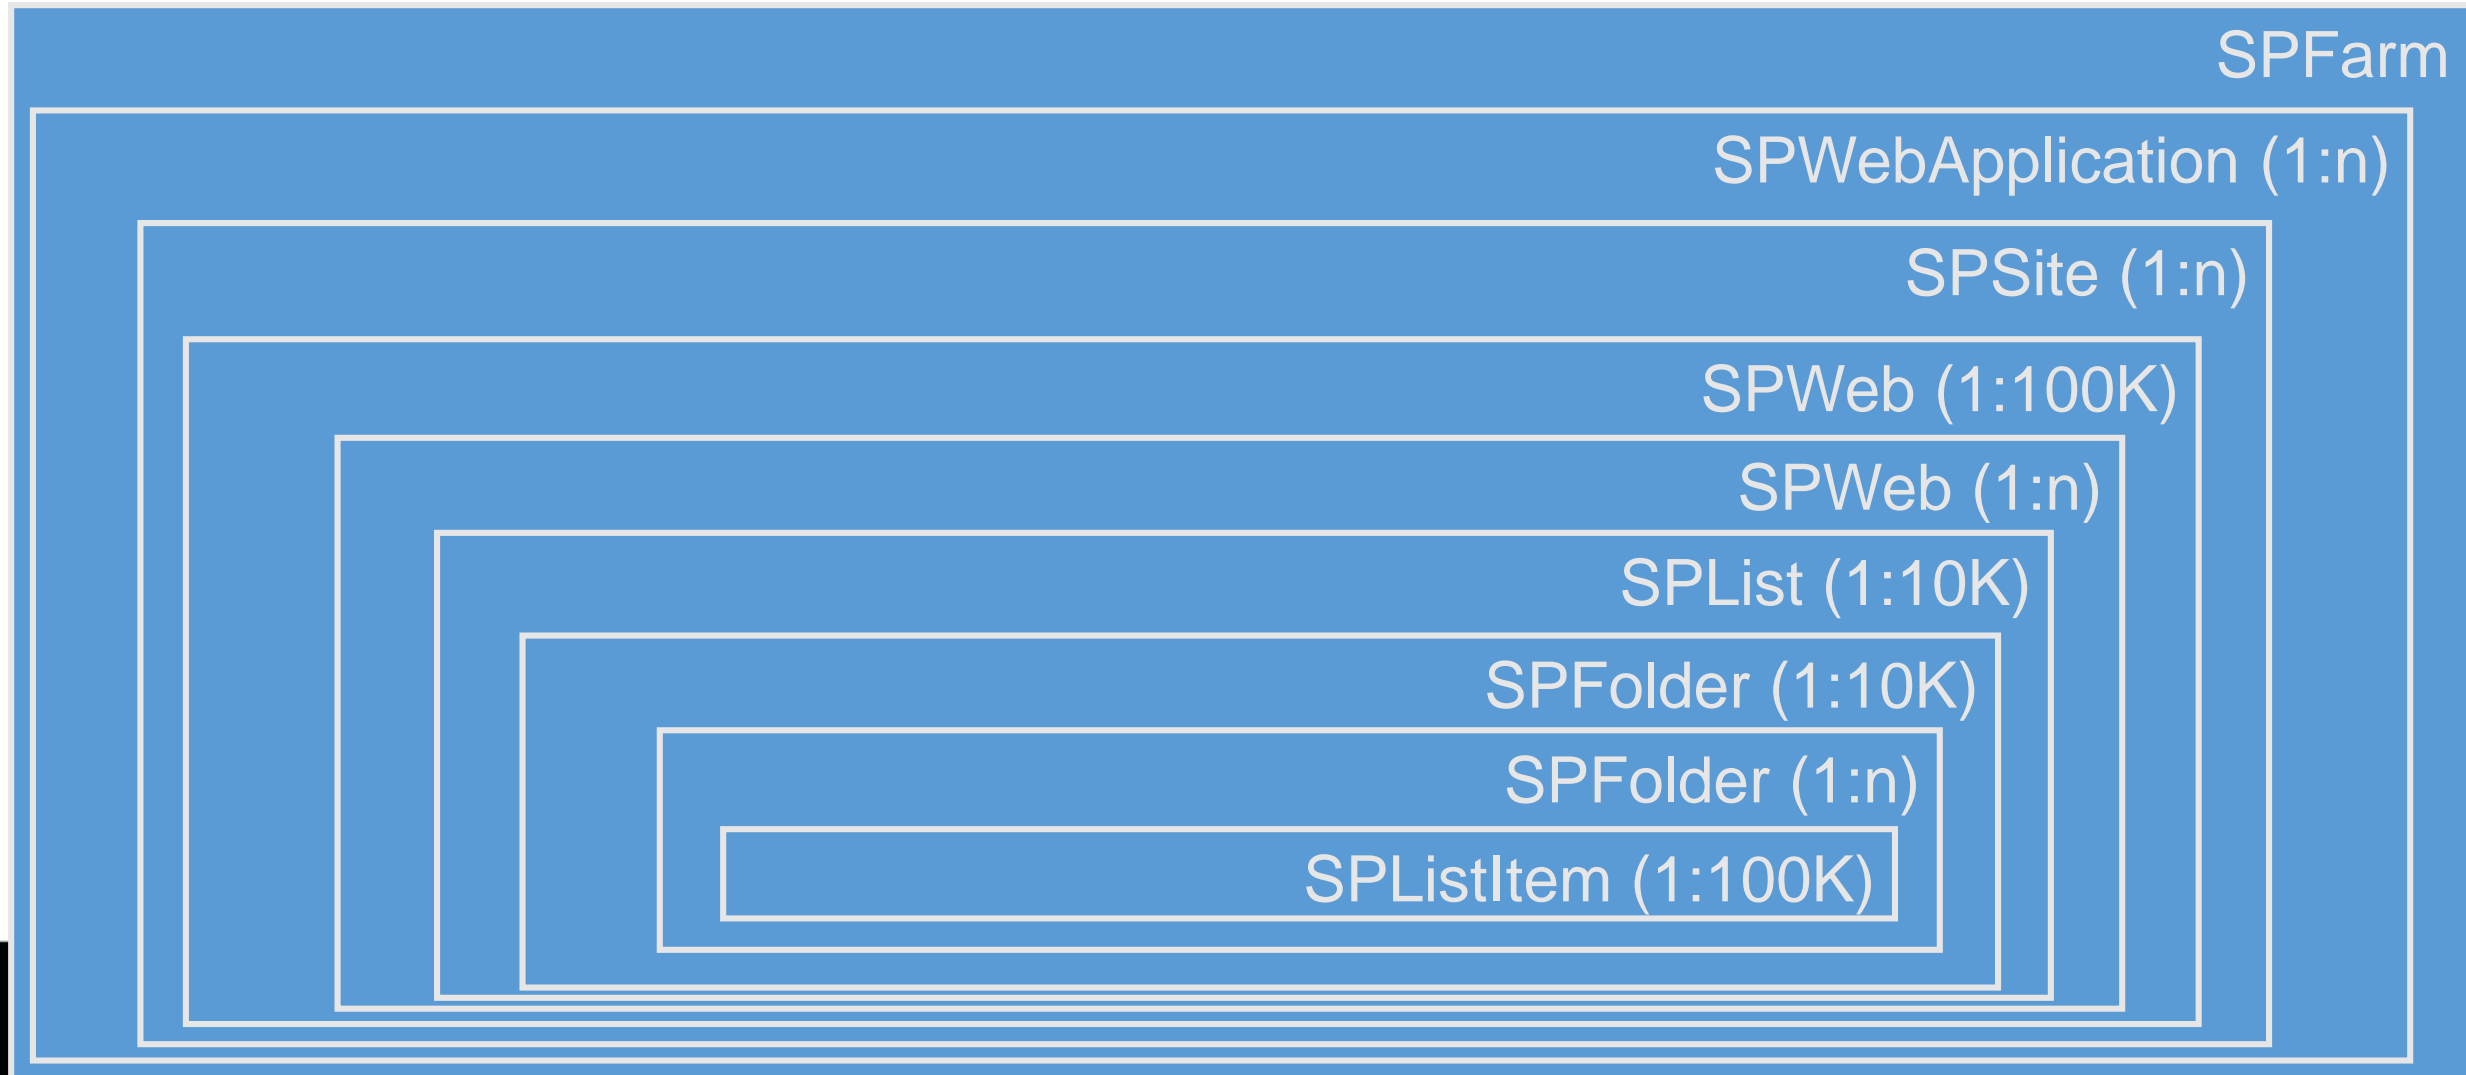 SPFarm
SPWebApplication (1:n)
SPSite (1:n)
SPWeb (1:100K)
SPWeb (1:n)
SPList (1:10K)
SPFolder (1:10K)
SPFolder (1:n)
SPListItem (1:100K)